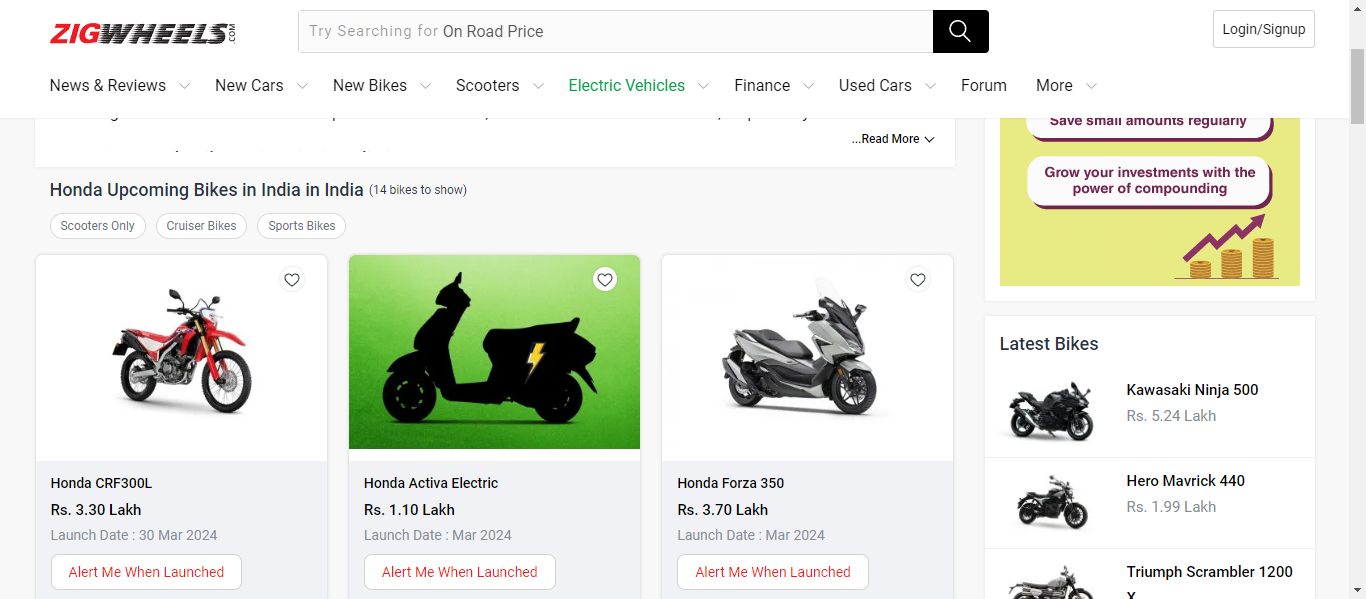 ZIGWHEELS.COM
Try Searching for On Road Price
Login/Signup
News & Reviews
New Cars
New Bikes
Scooters
Electric Vehicles
Finance
Used Cars
Forum
More
...Read More
Honda Upcoming Bikes in India in India (14 bikes to show)
Scooters Only
Cruiser Bikes
Sports Bikes
Honda CRF300L
Rs. 3.30 Lakh
Launch Date : 30 Mar 2024
Alert Me When Launched
Honda Activa Electric
Rs. 1.10 Lakh
Launch Date : Mar 2024
Alert Me When Launched
Honda Forza 350
Rs. 3.70 Lakh
Launch Date : Mar 2024
Alert Me When Launched
Save small amounts regularly
Grow your investments with the
power of compounding
Latest Bikes
Kawasaki Ninja 500
Rs. 5.24 Lakh
Hero Mavrick 440
Rs. 1.99 Lakh
Triumph Scrambler 1200
X